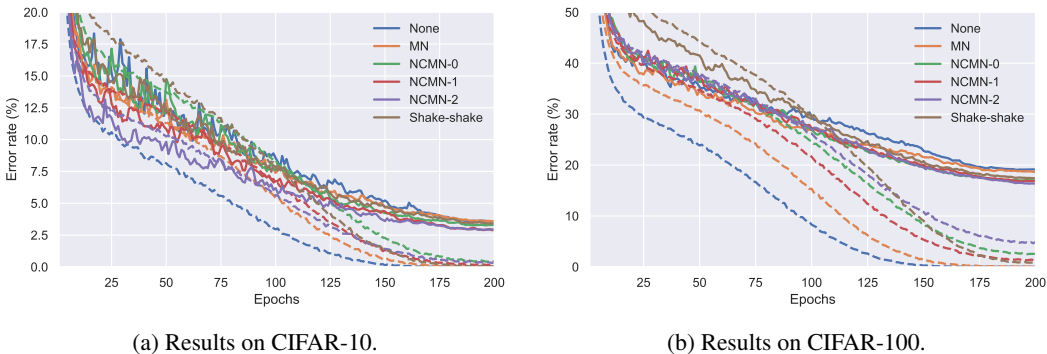 20.0
17.5
15.0
12.5
10.0
7.5
5.0
2.5
0.0
Error rate (%)
25 50 75 100 125 150 175 200
Epochs
None
MN
NCMN-0
NCMN-1
NCMN-2
Shake-shake
(a) Results on CIFAR-10.
50
40
30
20
10
0
Error rate (%)
25 50 75 100 125 150 175 200
Epochs
None
MN
NCMN-0
NCMN-1
NCMN-2
Shake-shake
(b) Results on CIFAR-100.